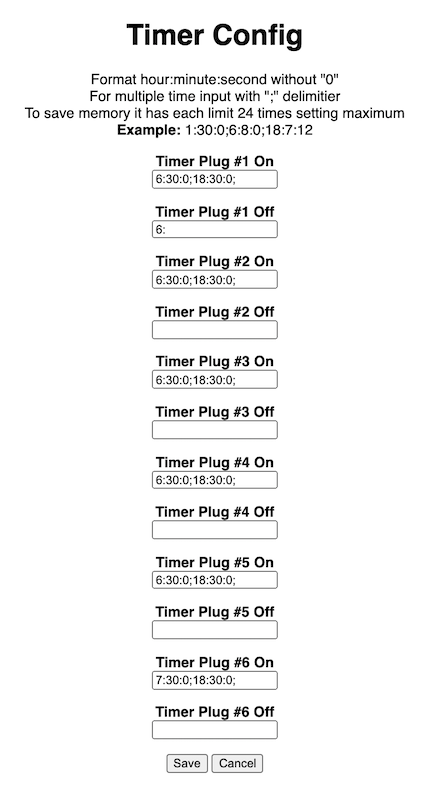 Timer Config
Format hour:minute:second without "0"
For multiple time input with ";" delimitier
To save memory it has each limit 24 times setting maximum
Example: 1:30:0;6:8:0;18:7:12
Timer Plug #1 On
6:30:0;18:30:0;
Timer Plug #1 Off
6:
Timer Plug #2 On
6:30:0;18:30:0;
Timer Plug #2 Off
Timer Plug #3 On
6:30:0;18:30:0;
Timer Plug #3 Off
Timer Plug #4 On
6:30:0;18:30:0;
Timer Plug #4 Off
Timer Plug #5 On
6:30:0;18:30:0;
Timer Plug #5 Off
Timer Plug #6 On
7:30:0;18:30:0;
Timer Plug #6 Off
Save Cancel